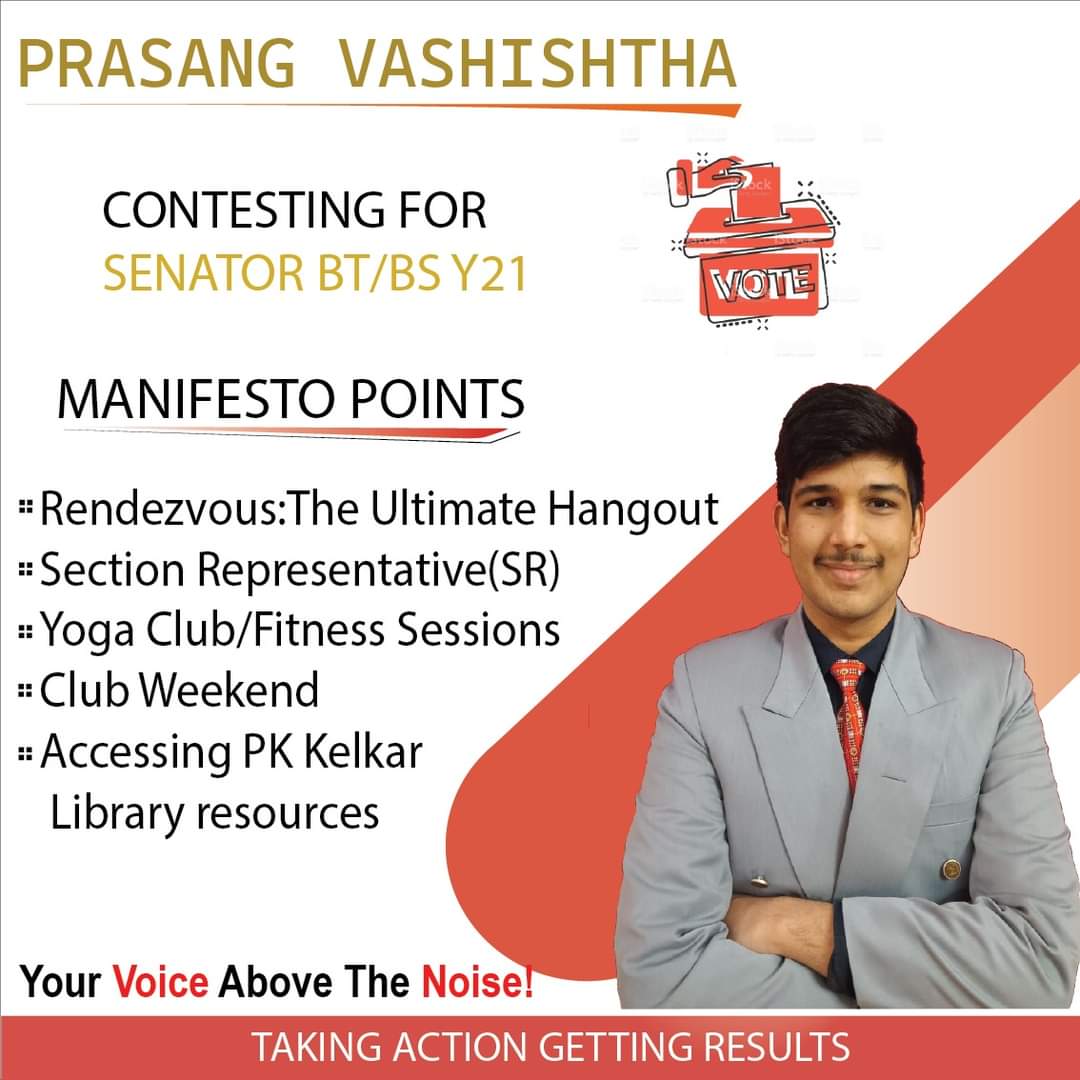 PRASANG VASHISHTHA
CONTESTING FOR
SENATOR BT/BS Y21
VOTE
MANIFESTO POINTS
Rendezvous:The Ultimate Hangout
Section Representative(SR)
Yoga Club/Fitness Sessions
Club Weekend
Accessing PK Kelkar
Library resources
Your Voice Above The Noise!
TAKING ACTION GETTING RESULTS